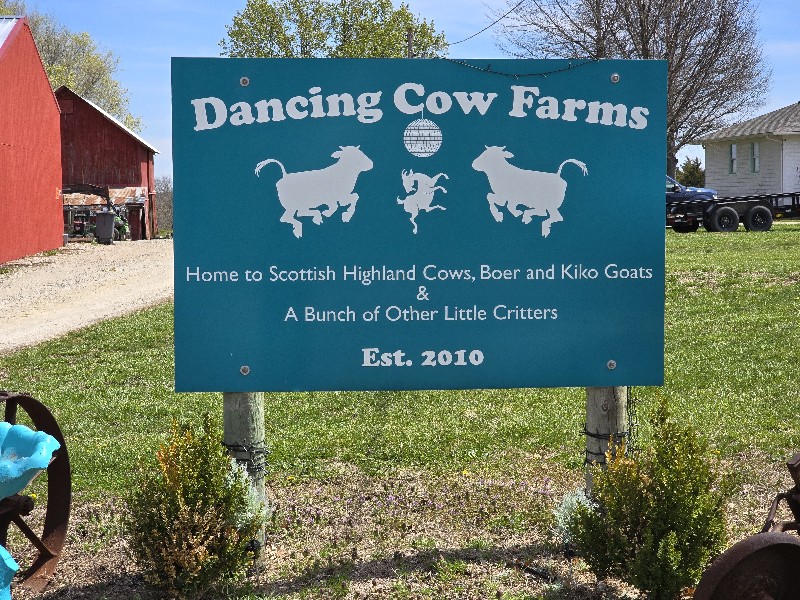 Dancing Cow Farms
Home to Scottish Highland Cows, Boer and Kiko Goats
&
A Bunch of Other Little Critters
Est. 2010